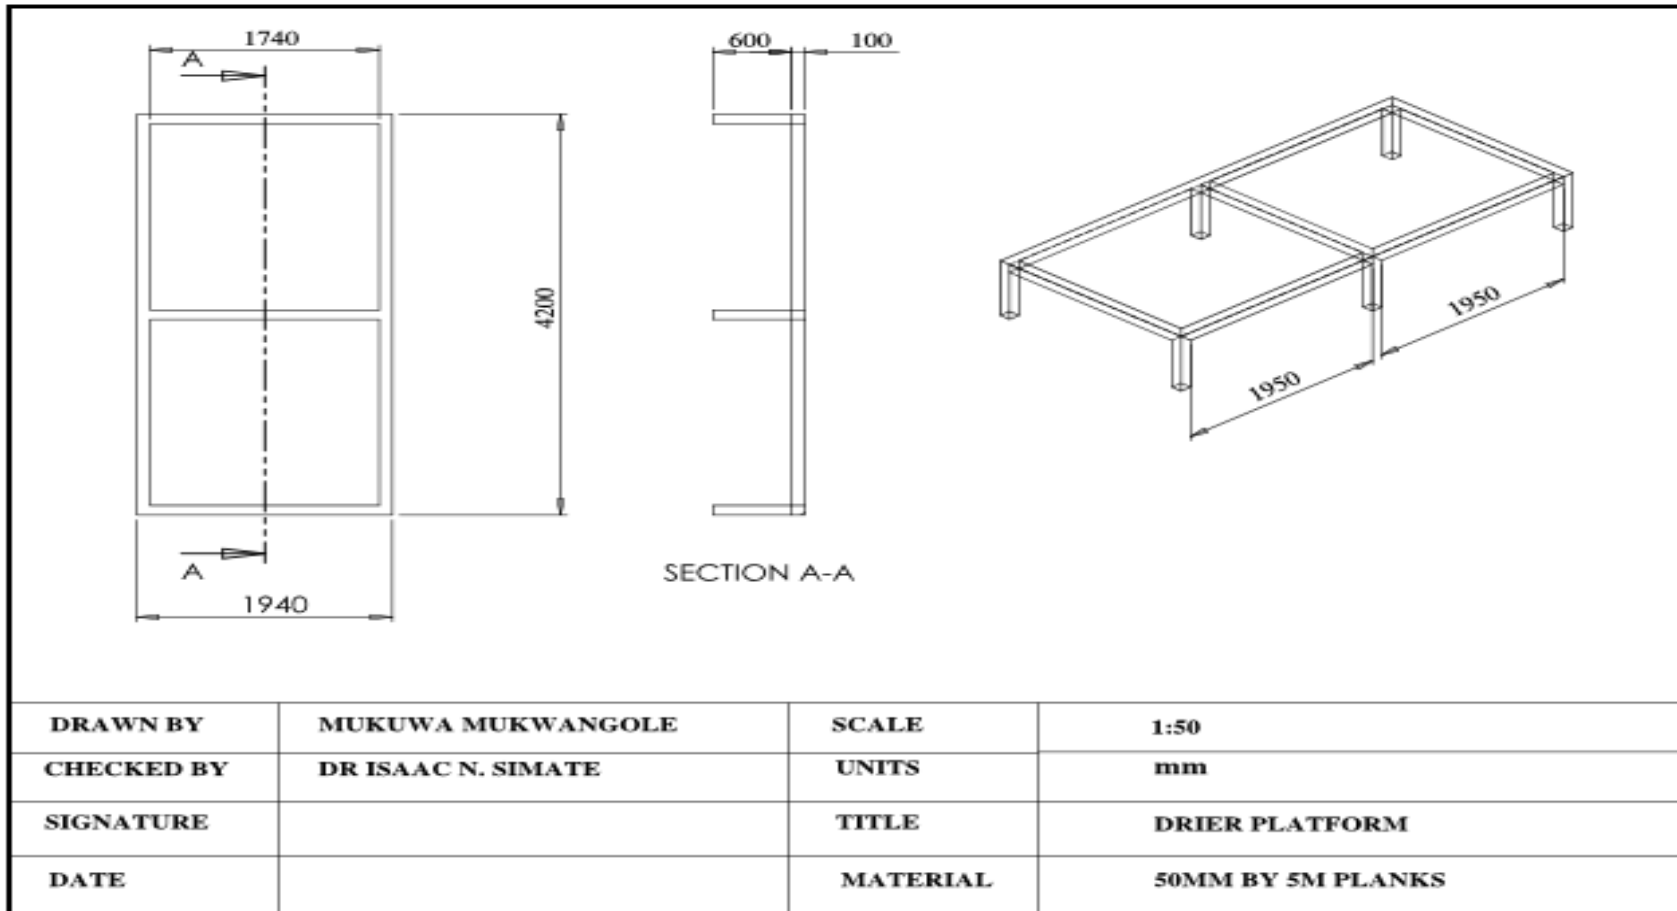 1740
A
600
100
4200
1950
1950
A
SECTION A-A
1940
DRAWN BY MUKUWA MUKWANGOLE SCALE 1:50
CHECKED BY DR ISAAC N. SIMATE UNITS mm
SIGNATURE TITLE DRIER PLATFORM
DATE MATERIAL 50MM BY 5M PLANKS